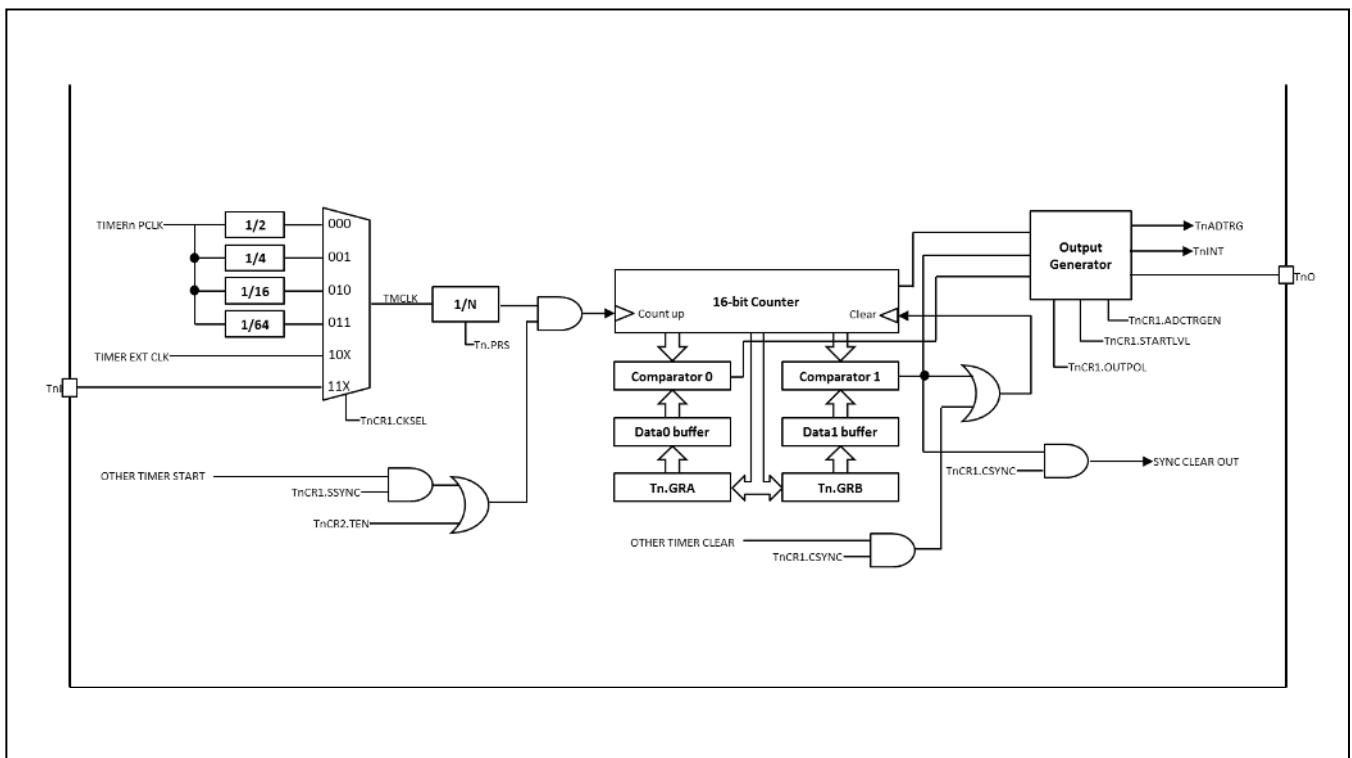 TIMERn PCLK
1/2
000
1/4
001
1/16
010
1/64
011
TIMER EXT CLK
10X
TnI
11X
TnCR1.CKSEL
TMCLK
1/N
Tn.PRS
OTHER TIMER START
TnCR1.SSYNC
TnCR2.TEN
16-bit Counter
Count up
Clear
Comparator 0
Comparator 1
Data0 buffer
Data1 buffer
Tn.GRA
Tn.GRB
OTHER TIMER CLEAR
TnCR1.CSYNC
Output
Generator
TnADTRG
TnINT
TnO
TnCR1.ADCTRGEN
TnCR1.STARTLVL
TnCR1.OUTPOL
TnCR1.CSYNC
SYNC CLEAR OUT